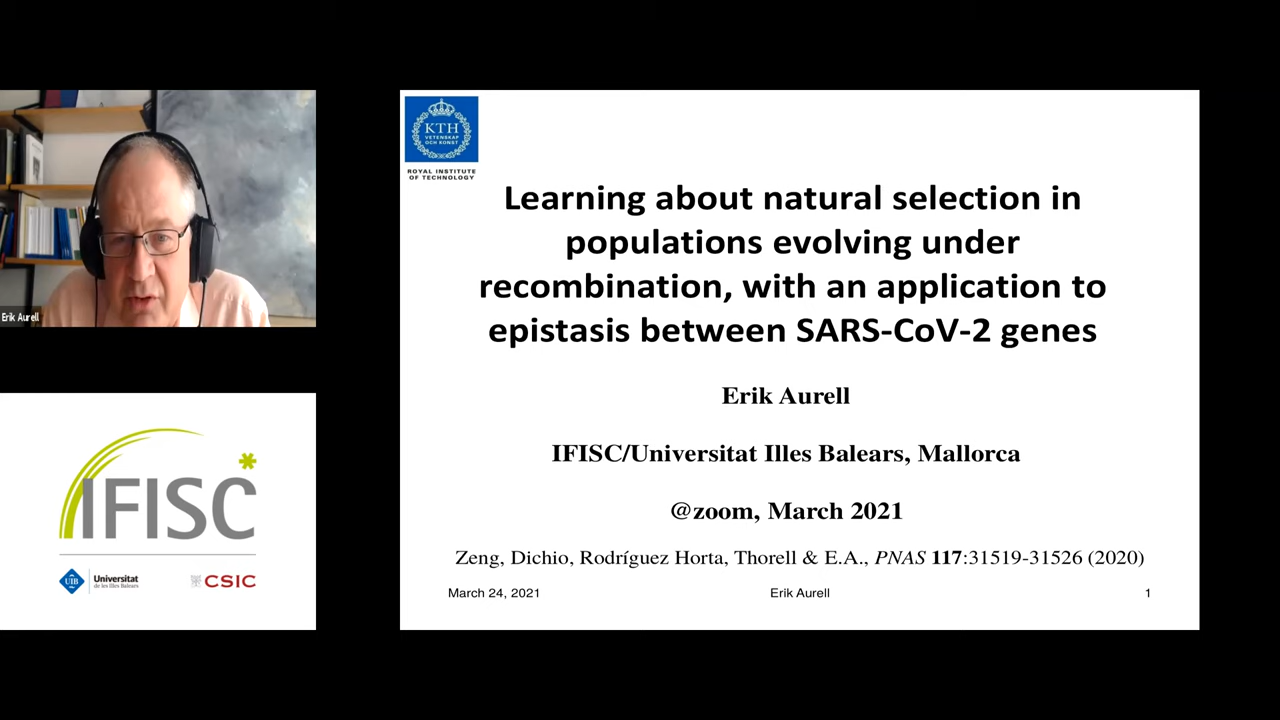 Erik Aurell
KTH
VETENSKAP
OCH KONST
ROYAL INSTITUTE
OF TECHNOLOGY
Learning about natural selection in
populations evolving under
recombination, with an application to
epistasis between SARS-CoV-2 genes
Erik Aurell
IFISC/Universitat Illes Balears, Mallorca
@zoom, March 2021
Zeng, Dichio, Rodríguez Horta, Thorell & E.A., PNAS 117:31519-31526 (2020)
March 24, 2021 Erik Aurell 1
IFISC
UIB Universitat
de les Illes Balears
CSIC